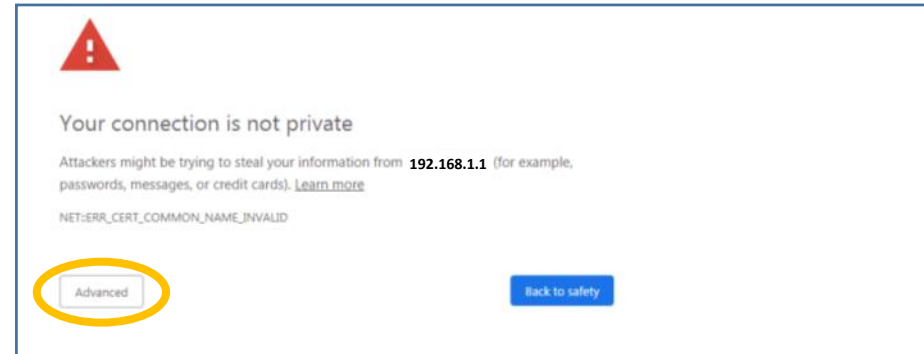 Your connection is not private
Attackers might be trying to steal your information from 192.168.1.1 (for example,
passwords, messages, or credit cards). Learn more
NET::ERR_CERT_COMMON_NAME_INVALID
Advanced
Back to safety